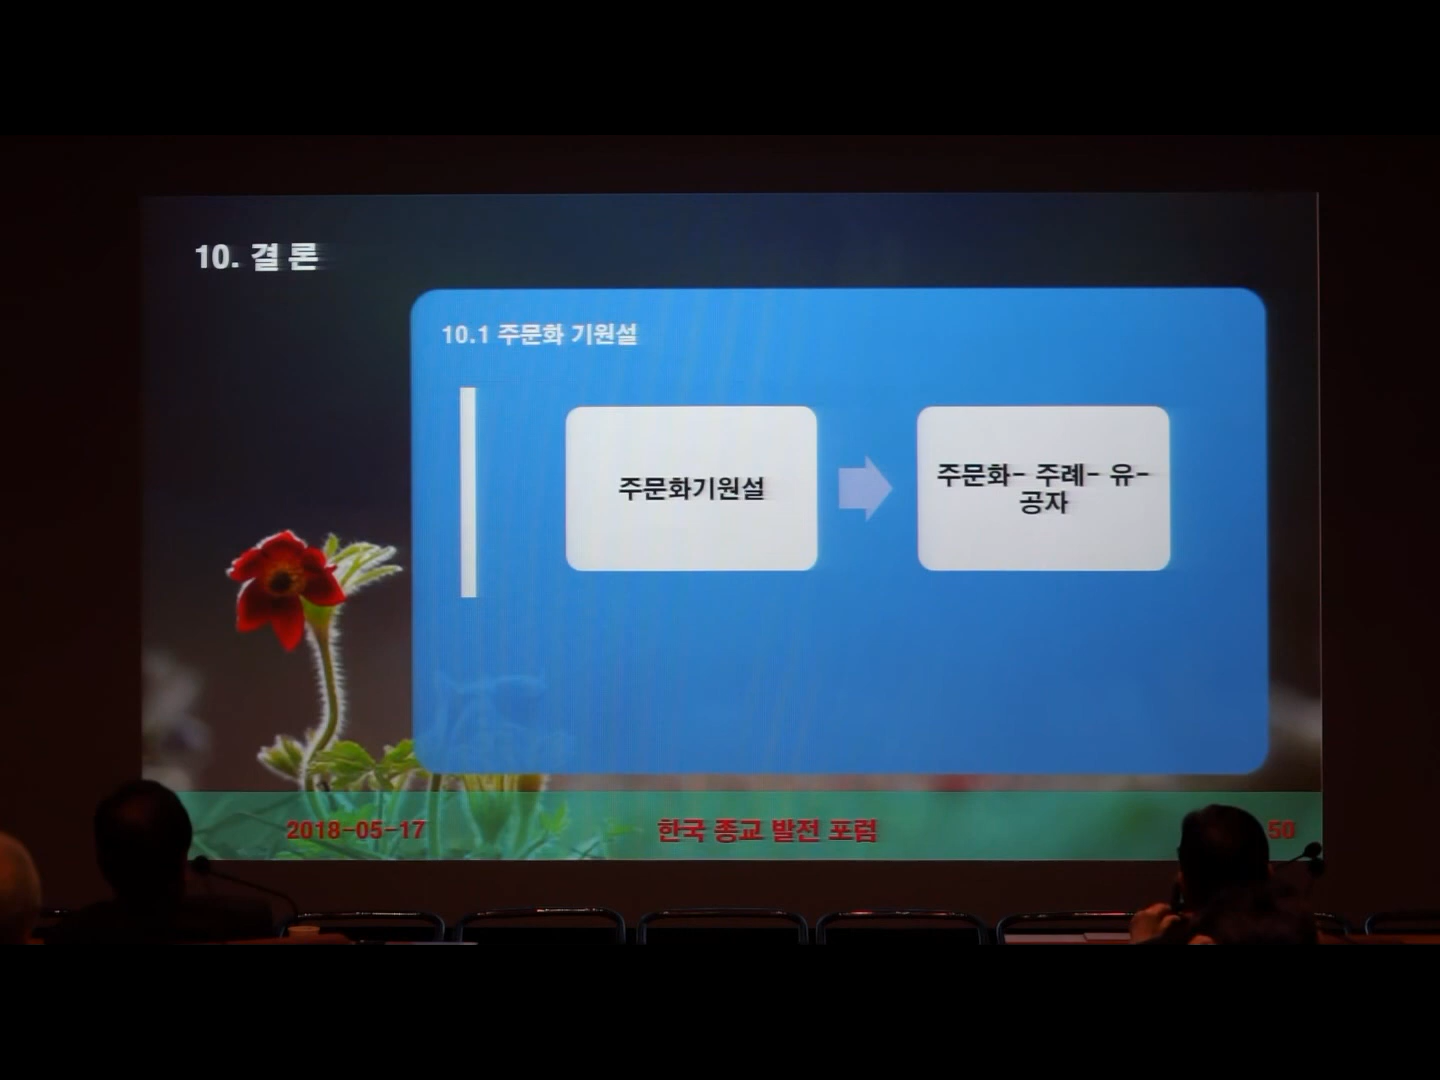 10. 결 론
10.1 주문화 기원설
주문화기원설
주문화- 주례- 유-
공자
2018-05-17
한국 종교 발전 포럼
50